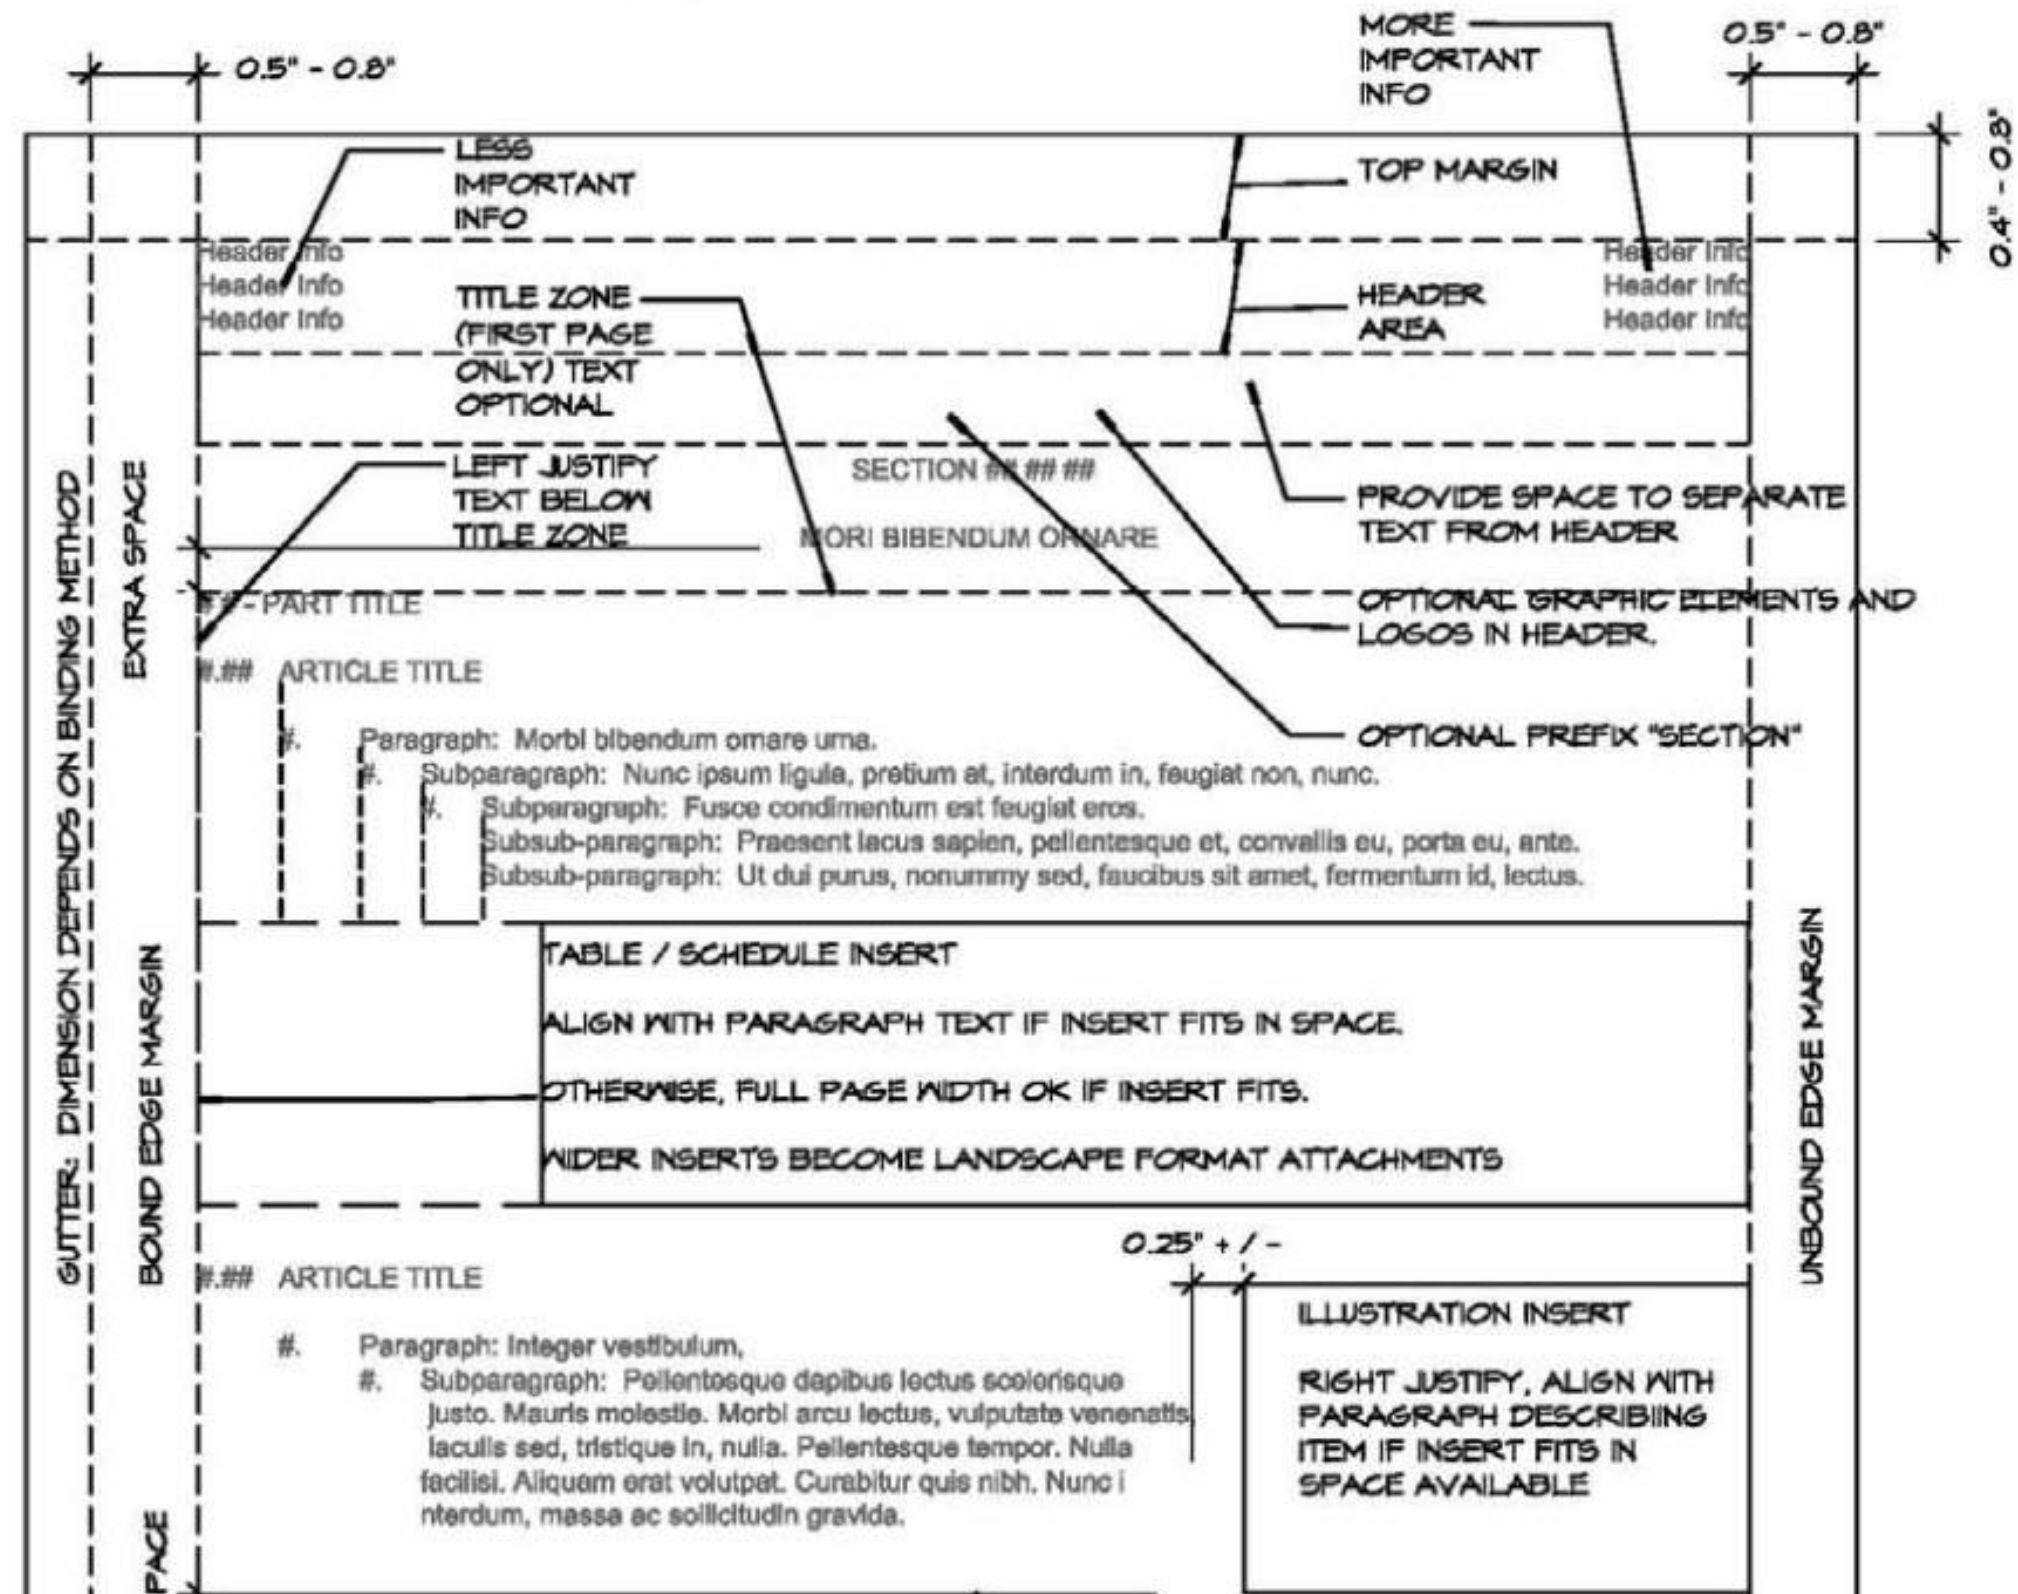 0.5" - 0.8"
MORE
IMPORTANT
INFO
0.5" - 0.8"
0.4" - 0.8"
LESS
IMPORTANT
INFO
TOP MARGIN
Header Info
Header Info
Header Info
TITLE ZONE
(FIRST PAGE
ONLY) TEXT
OPTIONAL
HEADER
AREA
Header Info
Header Info
Header Info
LEFT JUSTIFY
TEXT BELOW
TITLE ZONE
SECTION ## ## ##
MORI BIBENDUM ORNARE
PROVIDE SPACE TO SEPARATE
TEXT FROM HEADER
OPTIONAL GRAPHIC ELEMENTS AND
LOGOS IN HEADER.
OPTIONAL PREFIX "SECTION"
GUTTER: DIMENSION DEPENDS ON BINDING METHOD
EXTRA SPACE
BOUND EDGE MARGIN
UNBOUND EDGE MARGIN
# # - PART TITLE
#.## ARTICLE TITLE
#. Paragraph: Morbi bibendum ornare urna.
#. Subparagraph: Nunc ipsum ligula, pretium at, interdum in, feugiat non, nunc.
#. Subparagraph: Fusce condimentum est feugiat eros.
Subsub-paragraph: Praesent lacus sapien, pellentesque et, convallis eu, porta eu, ante.
Subsub-paragraph: Ut dui purus, nonummy sed, faucibus sit amet, fermentum id, lectus.
TABLE / SCHEDULE INSERT
ALIGN WITH PARAGRAPH TEXT IF INSERT FITS IN SPACE.
OTHERWISE, FULL PAGE WIDTH OK IF INSERT FITS.
WIDER INSERTS BECOME LANDSCAPE FORMAT ATTACHMENTS
0.25" + / -
#.## ARTICLE TITLE
#. Paragraph: Integer vestibulum,
#. Subparagraph: Pellentesque dapibus lectus scelerisque
justo. Mauris molestie. Morbi arcu lectus, vulputate venenatis,
iaculis sed, tristique in, nulla. Pellentesque tempor. Nulla
facilisi. Aliquam erat volutpat. Curabitur quis nibh. Nunc i
nterdum, massa ac sollicitudin gravida.
ILLUSTRATION INSERT
RIGHT JUSTIFY, ALIGN WITH
PARAGRAPH DESCRIBIING
ITEM IF INSERT FITS IN
SPACE AVAILABLE
PACE